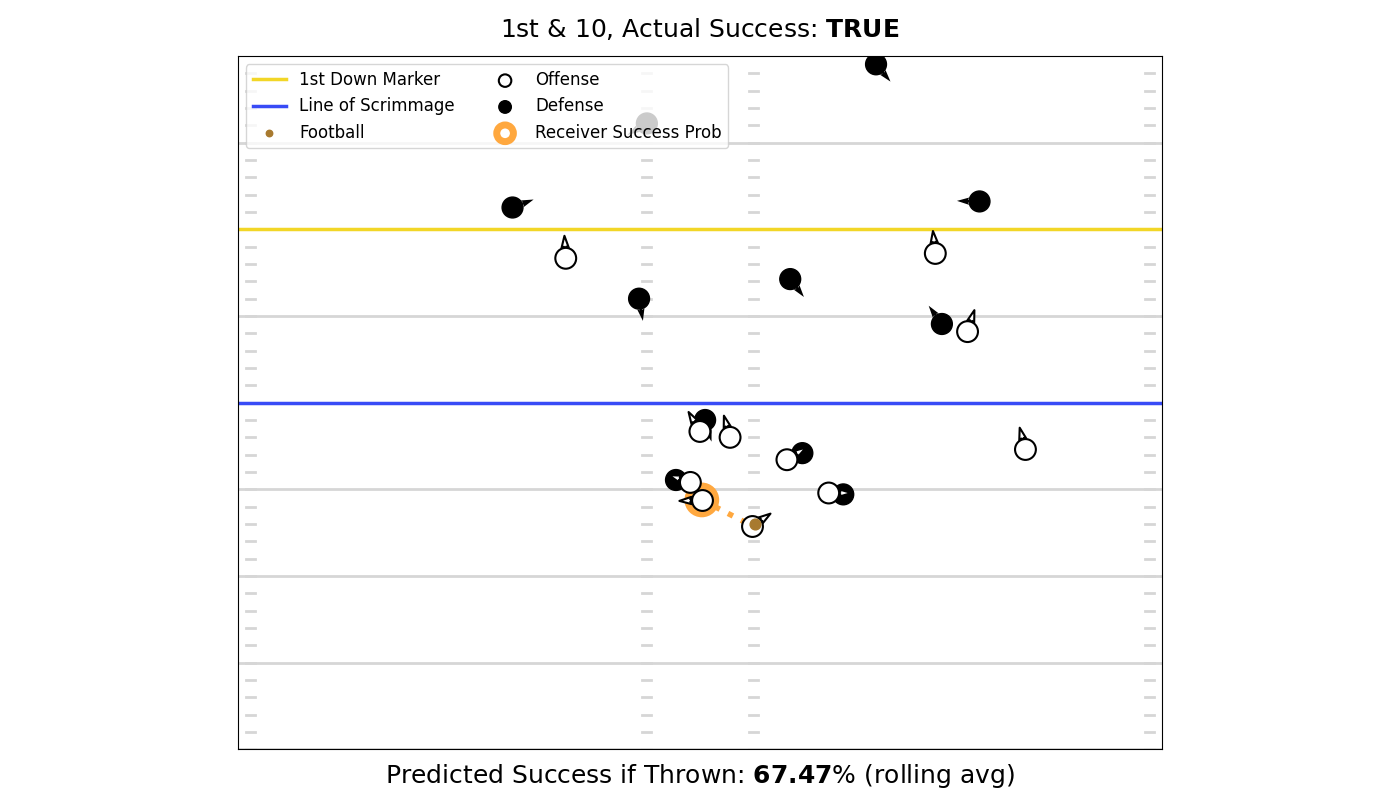 1st & 10, Actual Success: TRUE
1st Down Marker
Line of Scrimmage
Football
Offense
Defense
Receiver Success Prob
Predicted Success if Thrown: 67.47% (rolling avg)